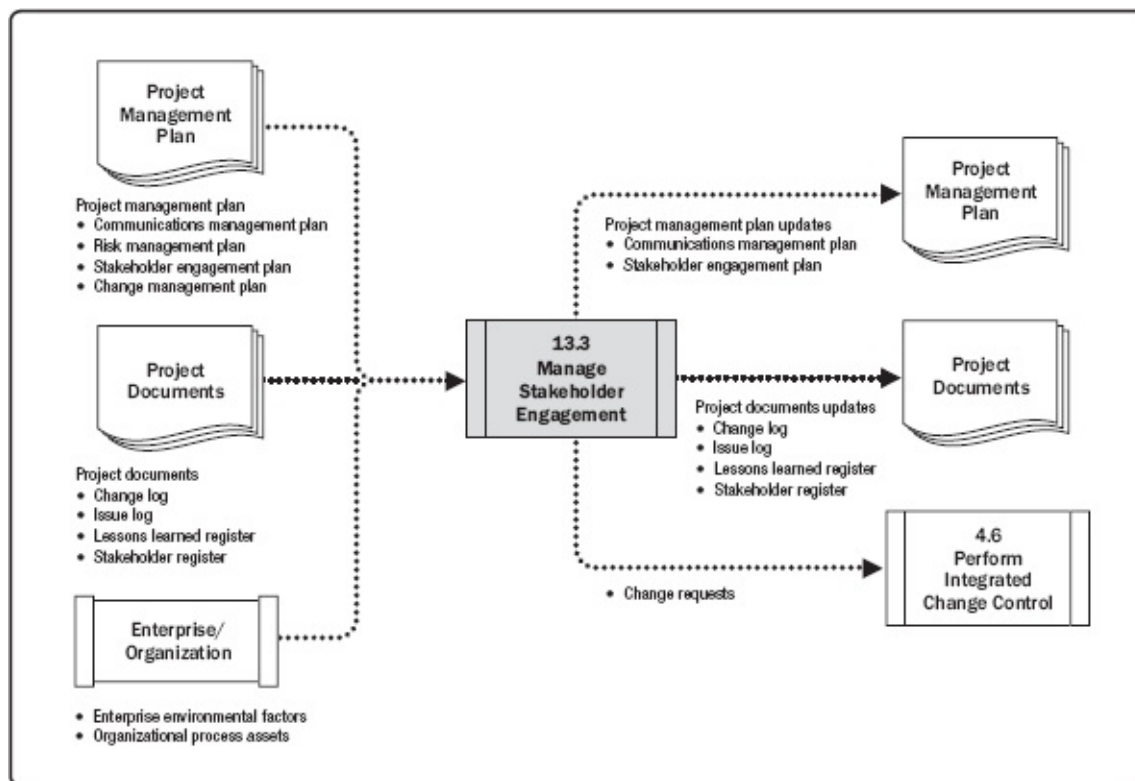 Project
Management
Plan
Project management plan
• Communications management plan
• Risk management plan
• Stakeholder engagement plan
• Change management plan
Project
Documents
Project documents
• Change log
• Issue log
• Lessons learned register
• Stakeholder register
Enterprise/
Organization
• Enterprise environmental factors
• Organizational process assets
13.3
Manage
Stakeholder
Engagement
Project management plan updates
• Communications management plan
• Stakeholder engagement plan
Project
Management
Plan
Project documents updates
• Change log
• Issue log
• Lessons learned register
• Stakeholder register
Project
Documents
• Change requests
4.6
Perform
Integrated
Change Control